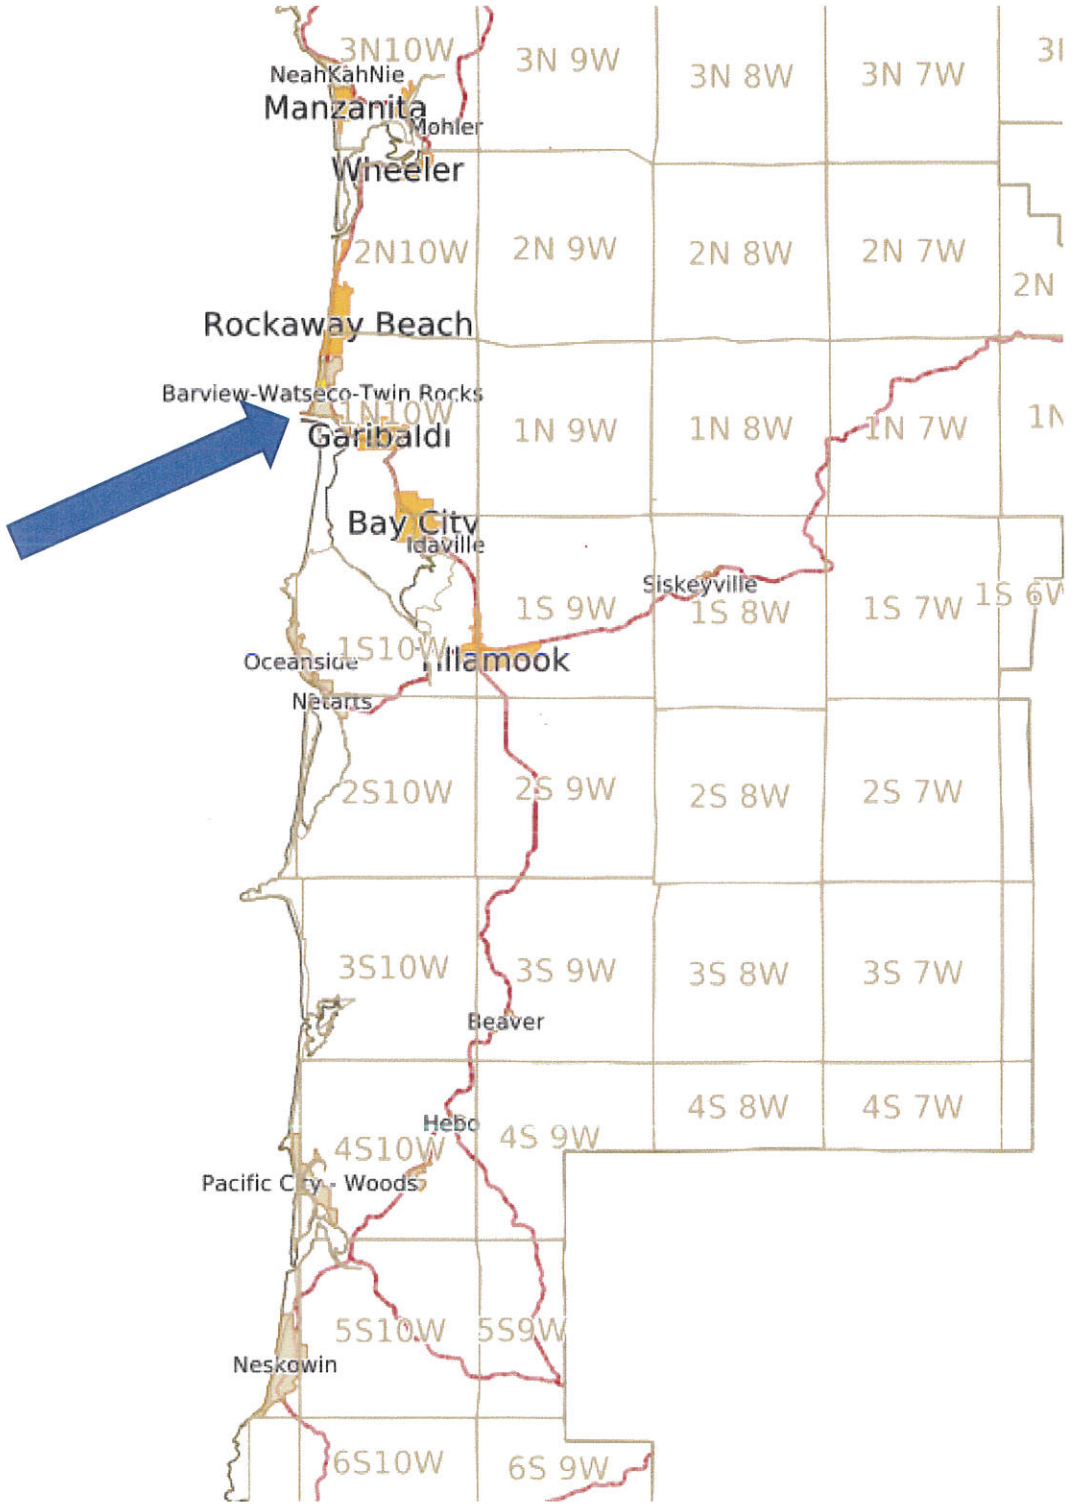 3N10W
3N 9W
3N 8W
3N 7W
NeahKahNie
Manzanita
Mohler
Wheeler
2N10W
2N 9W
2N 8W
2N 7W
2N
Rockaway Beach
Barview-Watseco-Twin Rocks
1N10W
1N 9W
1N 8W
1N 7W
1N
Garibaldi
Bay City
Idaville
Siskeyville
1S 9W
1S 8W
1S 7W
1S 6W
1S10W
Oceanside
Tillamook
Netarts
2S10W
2S 9W
2S 8W
2S 7W
3S10W
3S 9W
3S 8W
3S 7W
Beaver
4S 8W
4S 7W
Hebo
4S10W
4S 9W
Pacific City - Woods
5S10W
5S9W
Neskowin
6S10W
6S 9W